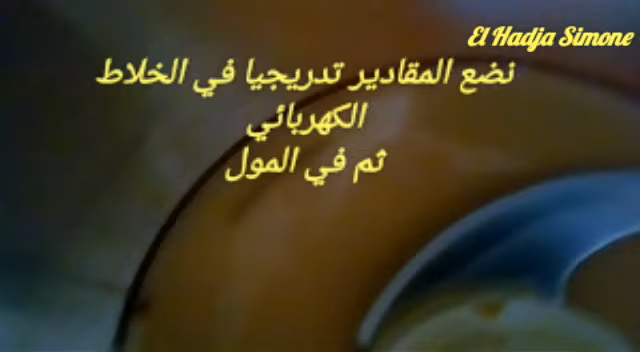 El Hadja Simone
نضع المقادير تدريجيا في الخلاط
الكهربائي
ثم في المول